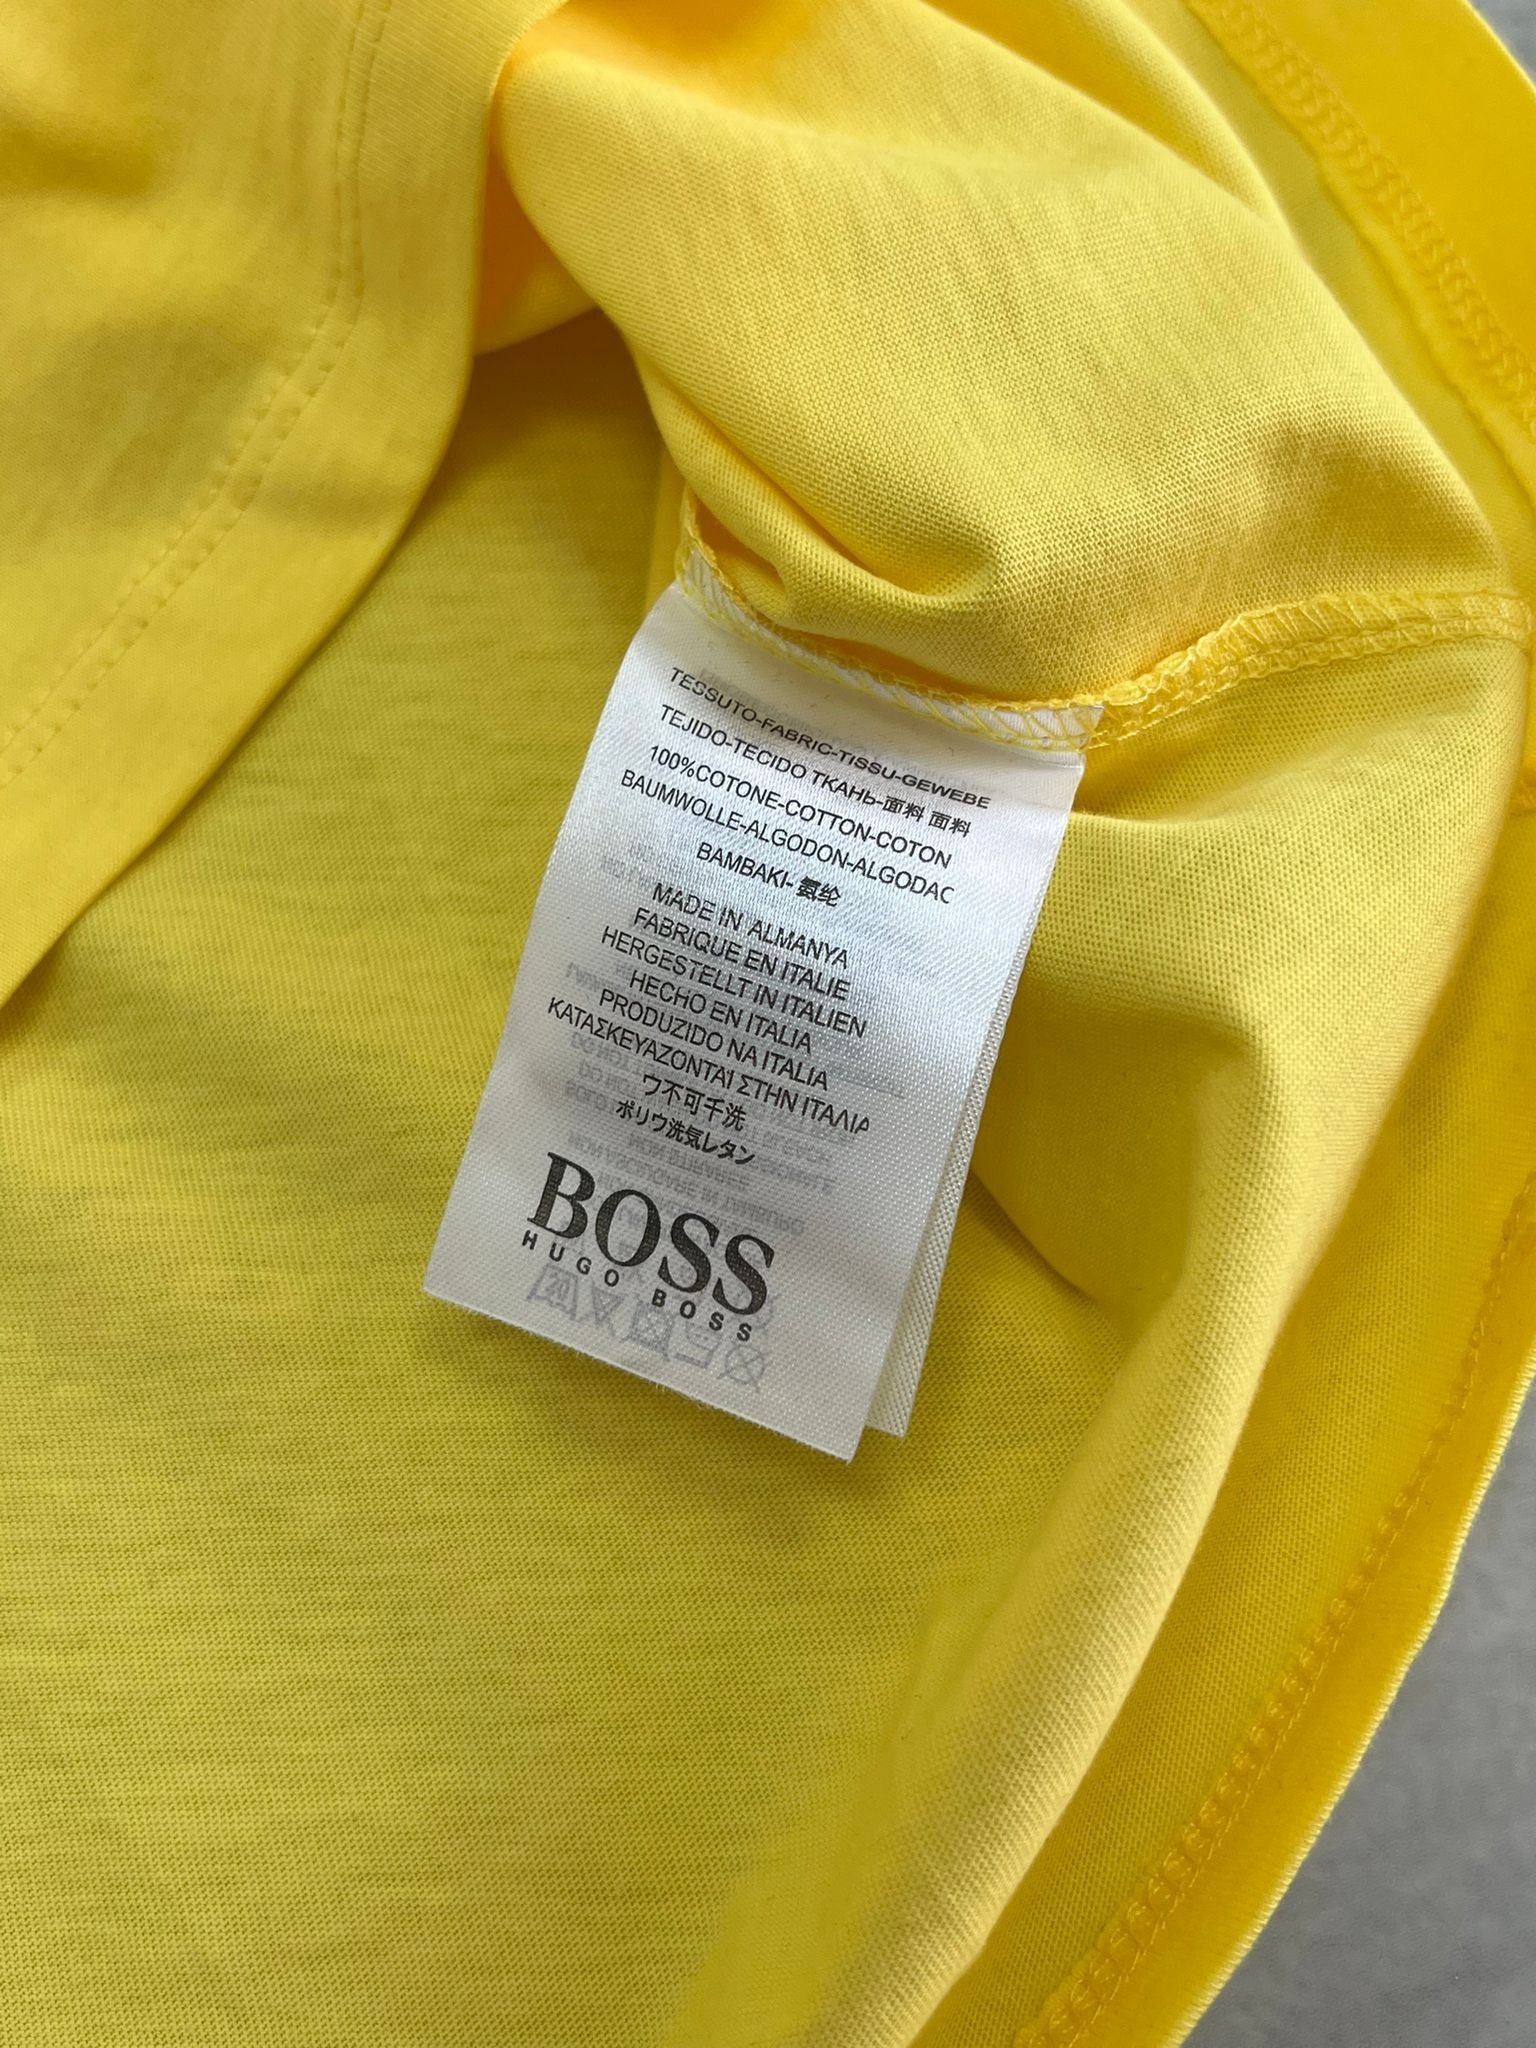 TESSUTO-FABRIC-TISSU-GEWEBE
TEJIDO-TECIDO ТКАНЬ-面料 面料
100%COTONE-COTTON-COTON
BAUMWOLLE-ALGODON-ALGODAC
BAMBAKI- 氨纶
MADE IN ALMANYA
FABRIQUE EN ITALIE
HERGESTELLT IN ITALIEN
HECHO EN ITALIA
PRODUZIDO NA ITALIA
ΚΑΤΑΣΚΕΥΑΖΟΝΤΑΙ ΣΤΗΝ ΙΤΑΛΙΑ
ワ不可干洗
ポリウ洗気レタン
BOSS
HUGO BOSS